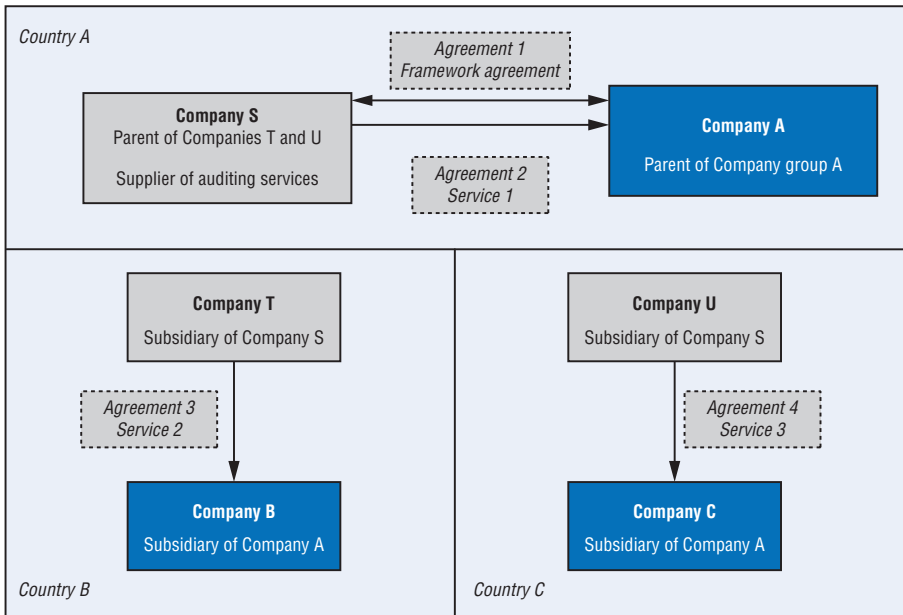 Country A
Agreement 1
Framework agreement
Company S
Parent of Companies T and U
Supplier of auditing services
Company A
Parent of Company group A
Agreement 2
Service 1
Company T
Subsidiary of Company S
Agreement 3
Service 2
Company B
Subsidiary of Company A
Country B
Company U
Subsidiary of Company S
Agreement 4
Service 3
Company C
Subsidiary of Company A
Country C